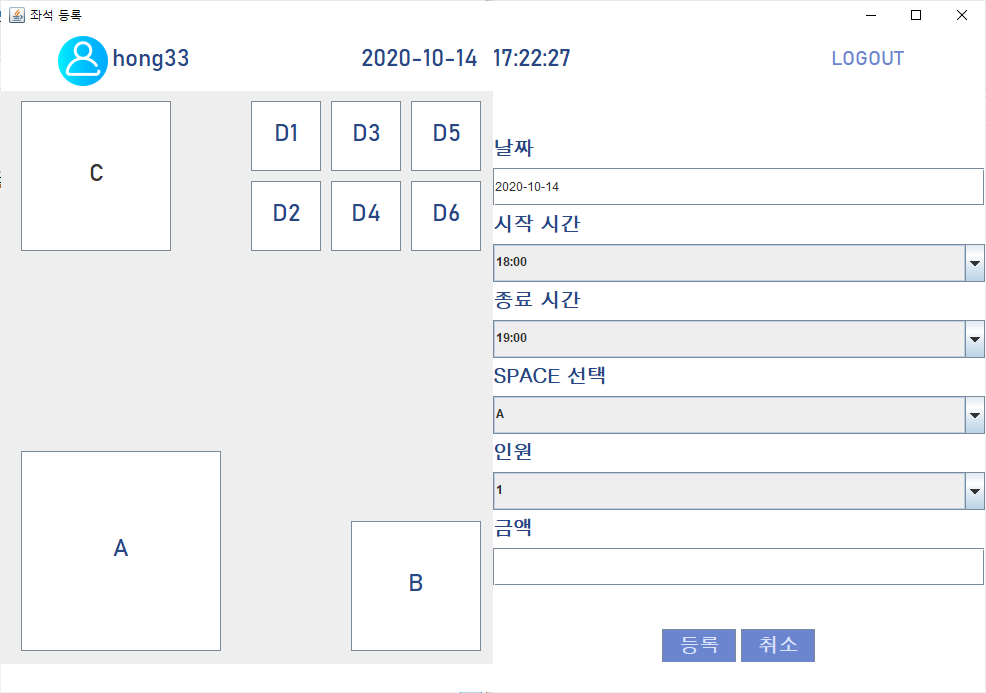 좌석 등록
hong33
2020-10-14 17:22:27
LOGOUT
C
D1
D3
D5
D2
D4
D6
A
B
날짜
2020-10-14
시작 시간
18:00
종료 시간
19:00
SPACE 선택
A
인원
1
금액
등록
취소